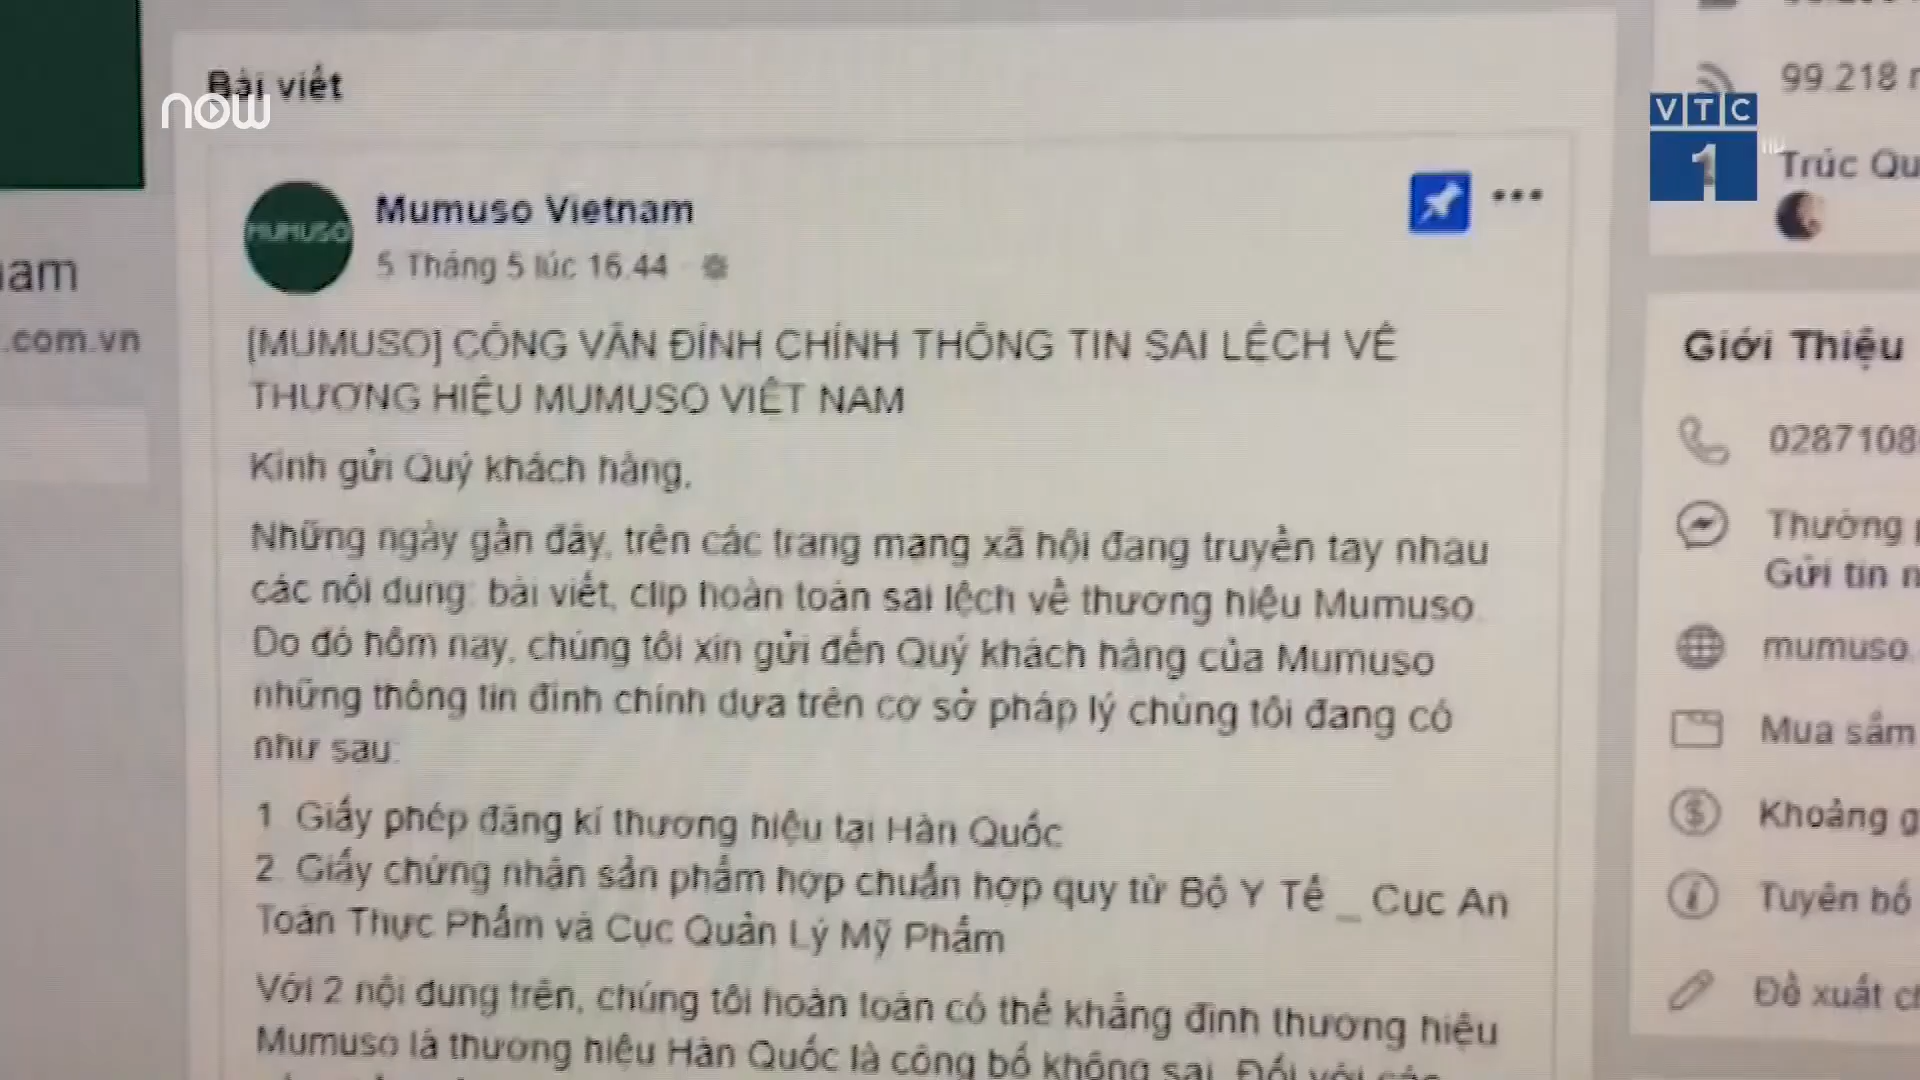 Bài viết
now
VTC
1
HD
99.218
Trúc Qu
MUMUSO
Mumuso Vietnam
5 Tháng 5 lúc 16:44
am
.com.vn
[MUMUSO] CÔNG VĂN ĐÍNH CHÍNH THÔNG TIN SAI LỆCH VỀ
THƯƠNG HIỆU MUMUSO VIỆT NAM
Kính gửi Quý khách hàng,
Những ngày gần đây, trên các trang mạng xã hội đang truyền tay nhau
các nội dung: bài viết, clip hoàn toàn sai lệch về thương hiệu Mumuso.
Do đó hôm nay, chúng tôi xin gửi đến Quý khách hàng của Mumuso
những thông tin đính chính dựa trên cơ sở pháp lý chúng tôi đang có
như sau:
1. Giấy phép đăng kí thương hiệu tại Hàn Quốc
2. Giấy chứng nhận sản phẩm hợp chuẩn hợp quy từ Bộ Y Tế _ Cục An
Toàn Thực Phẩm và Cục Quản Lý Mỹ Phẩm
Với 2 nội dung trên, chúng tôi hoàn toàn có thể khẳng định thương hiệu
Mumuso là thương hiệu Hàn Quốc là công bố không sai. Đối với các
Giới Thiệu
0287108
Thường
Gửi tin n
mumuso.
Mua sắm
Khoảng g
Tuyên bố
Đề xuất ch